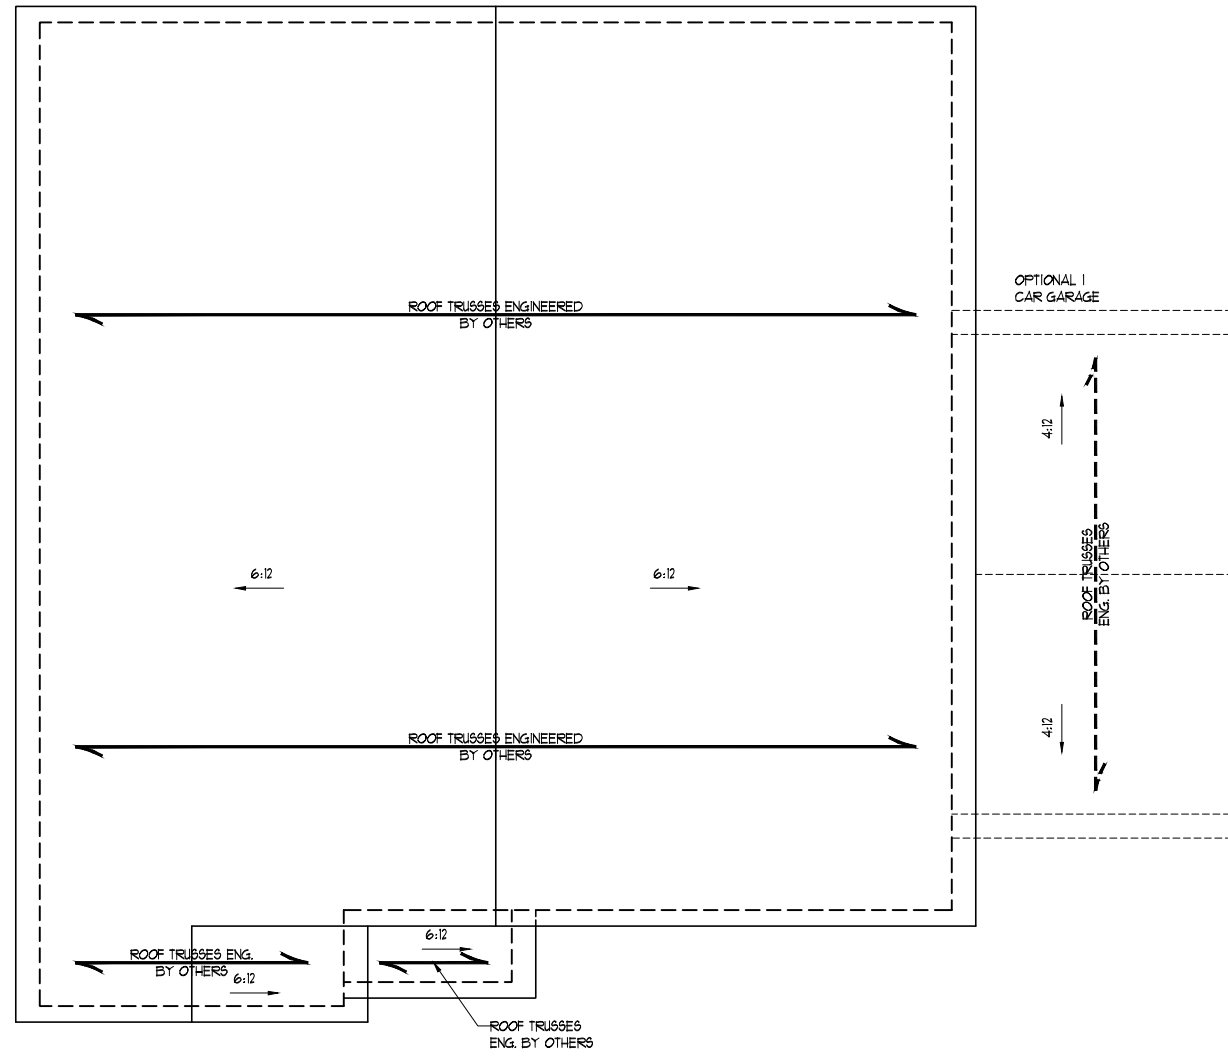 OPTIONAL 1
CAR GARAGE
ROOF TRUSSES ENGINEERED
BY OTHERS
4:12
6:12
6:12
ROOF TRUSSES
ENG. BY OTHERS
4:12
ROOF TRUSSES ENGINEERED
BY OTHERS
6:12
ROOF TRUSSES ENG.
BY OTHERS
6:12
ROOF TRUSSES
ENG. BY OTHERS